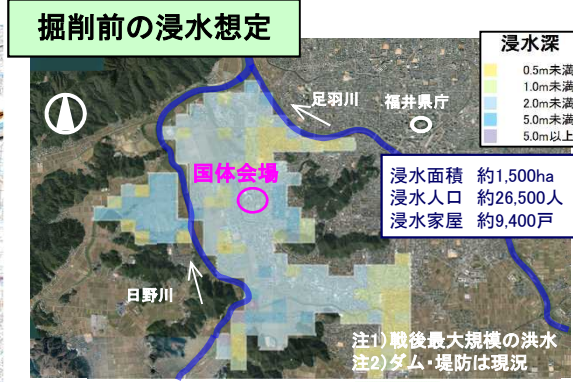 掘削前の浸水想定
浸水深
0.5m未満
1.0m未満
2.0m未満
5.0m未満
5.0m以上
足羽川
福井県庁
国体会場
浸水面積 約1,500ha
浸水人口 約26,500人
浸水家屋 約9,400戸
日野川
注1)戦後最大規模の洪水
注2)ダム・堤防は現況